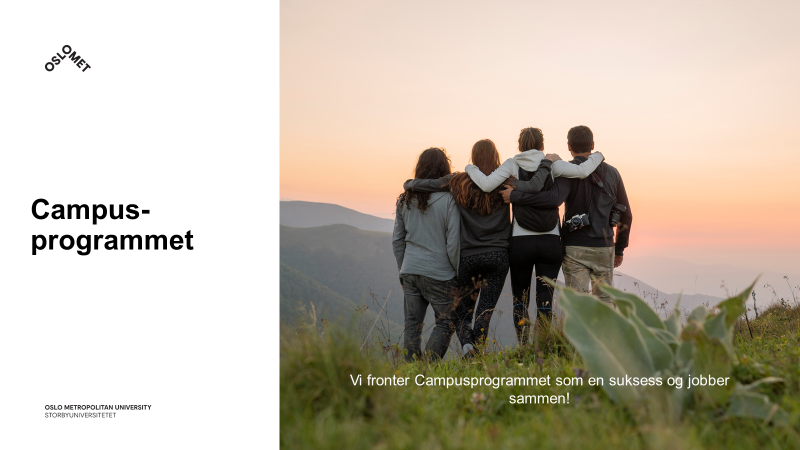 OSLOMET
Campus-
programmet
Vi fronter Campusprogrammet som en suksess og jobber
sammen!
OSLO METROPOLITAN UNIVERSITY
STORBYUNIVERSITETET